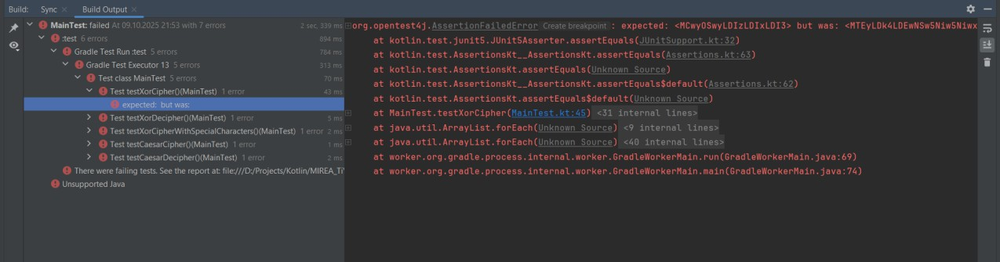 Build: Sync × Build Output ×
MainTest: failed At 09.10.2025 21:53 with 7 errors 2 sec, 339 ms
:test 6 errors 894 ms
Gradle Test Run :test 5 errors 784 ms
Gradle Test Executor 13 5 errors 313 ms
Test class MainTest 5 errors 70 ms
Test testXorCipher()(MainTest) 1 error 43 ms
expected: but was:
Test testXorDecipher()(MainTest) 1 error 5 ms
Test testXorCipherWithSpecialCharacters()(MainTest) 1 error 2 ms
Test testCaesarCipher()(MainTest) 1 error 1 ms
Test testCaesarDecipher()(MainTest) 1 error 2 ms
There were failing tests. See the report at: file:///D:/Projects/Kotlin/MIREA_Ti
Unsupported Java
org.opentest4j.AssertionFailedError Create breakpoint : expected: <MCwyOSwyLDIzLDIxLDI3> but was: <MTEyLDk4LDEwNSw5Niw5Niwx
at kotlin.test.junit5.JUnit5Asserter.assertEquals(JUnitSupport.kt:32)
at kotlin.test.AssertionsKt__AssertionsKt.assertEquals(Assertions.kt:63)
at kotlin.test.AssertionsKt.assertEquals(Unknown Source)
at kotlin.test.AssertionsKt__AssertionsKt.assertEquals$default(Assertions.kt:62)
at kotlin.test.AssertionsKt.assertEquals$default(Unknown Source)
at MainTest.testXorCipher(MainTest.kt:45) <31 internal lines>
at java.util.ArrayList.forEach(Unknown Source) <9 internal lines>
at java.util.ArrayList.forEach(Unknown Source) <40 internal lines>
at worker.org.gradle.process.internal.worker.GradleWorkerMain.run(GradleWorkerMain.java:69)
at worker.org.gradle.process.internal.worker.GradleWorkerMain.main(GradleWorkerMain.java:74)